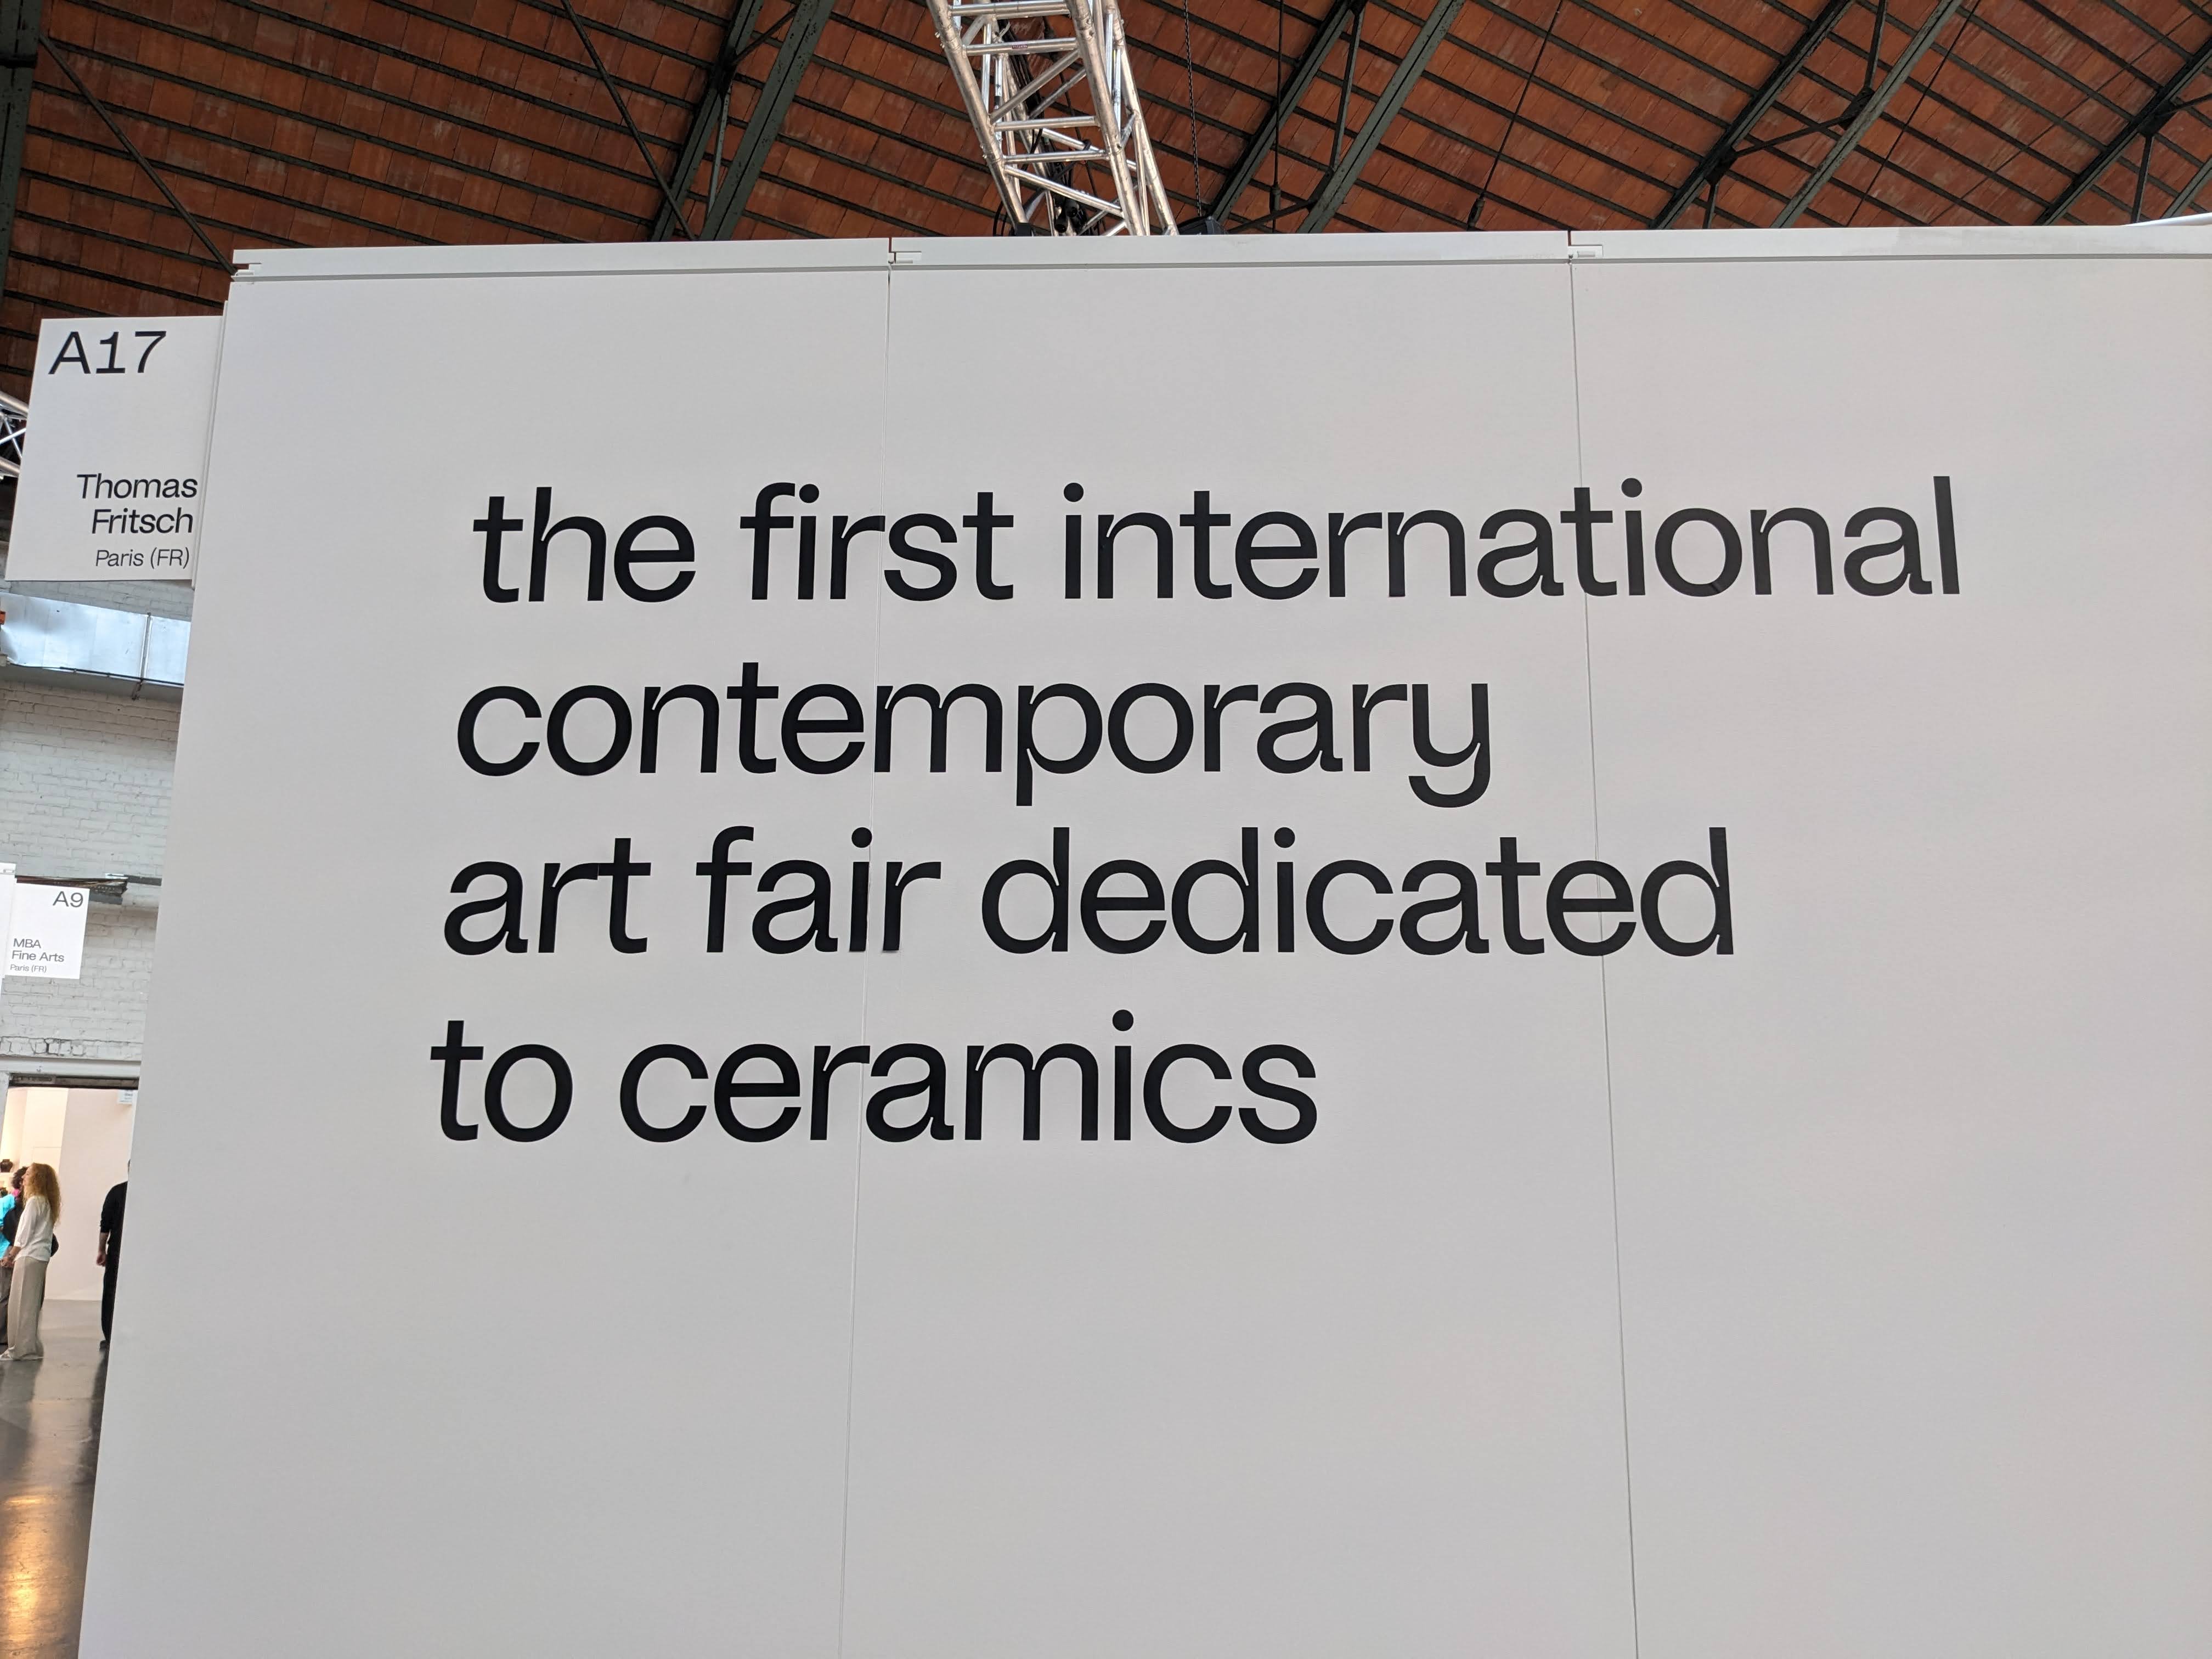 A17
Thomas
Fritsch
Paris (FR)
the first international
contemporary
art fair dedicated
to ceramics
A9
MBA
Fine Arts
Paris (FR)